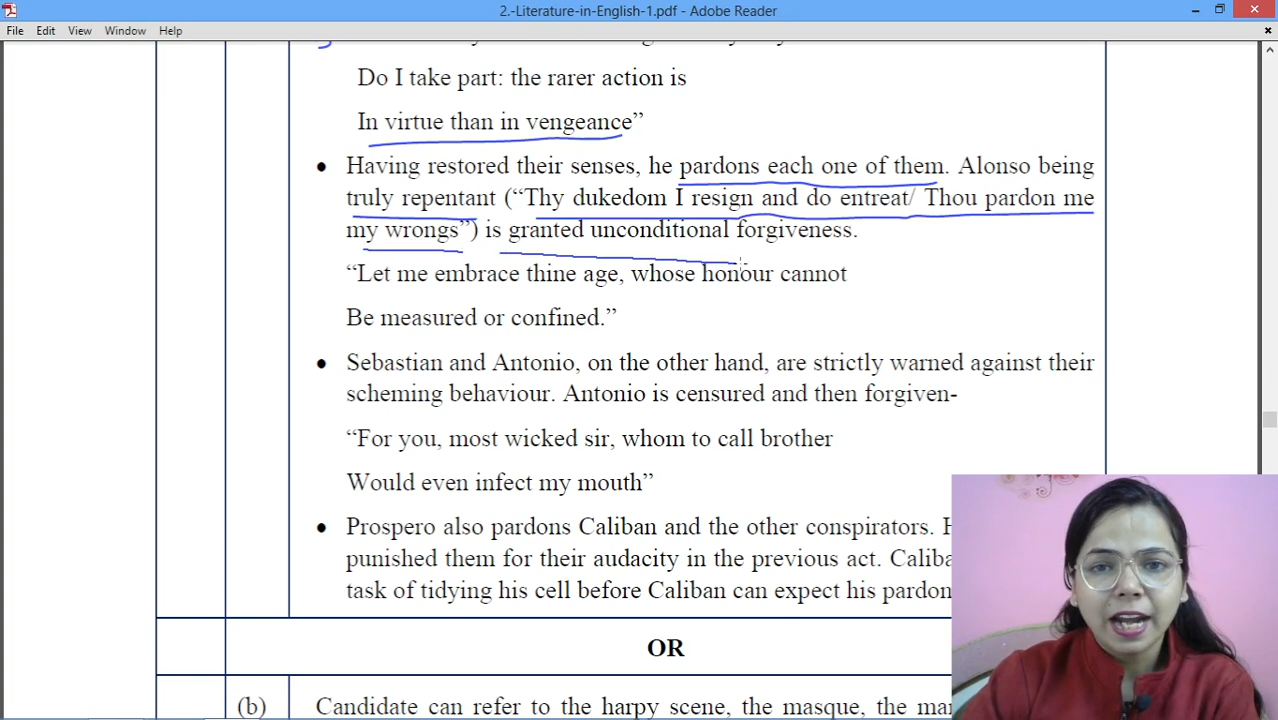 2.-Literature-in-English-1.pdf - Adobe Reader
File Edit View Window Help
Do I take part: the rarer action is
In virtue than in vengeance”
• Having restored their senses, he pardons each one of them. Alonso being
truly repentant (“Thy dukedom I resign and do entreat/ Thou pardon me
my wrongs”) is granted unconditional forgiveness.
“Let me embrace thine age, whose honour cannot
Be measured or confined.”
• Sebastian and Antonio, on the other hand, are strictly warned against their
scheming behaviour. Antonio is censured and then forgiven-
“For you, most wicked sir, whom to call brother
Would even infect my mouth”
• Prospero also pardons Caliban and the other conspirators.
punished them for their audacity in the previous act.
task of tidying his cell before Caliban can expect his pardon
OR
(b) Candidate can refer to the harpy scene, the masque, the